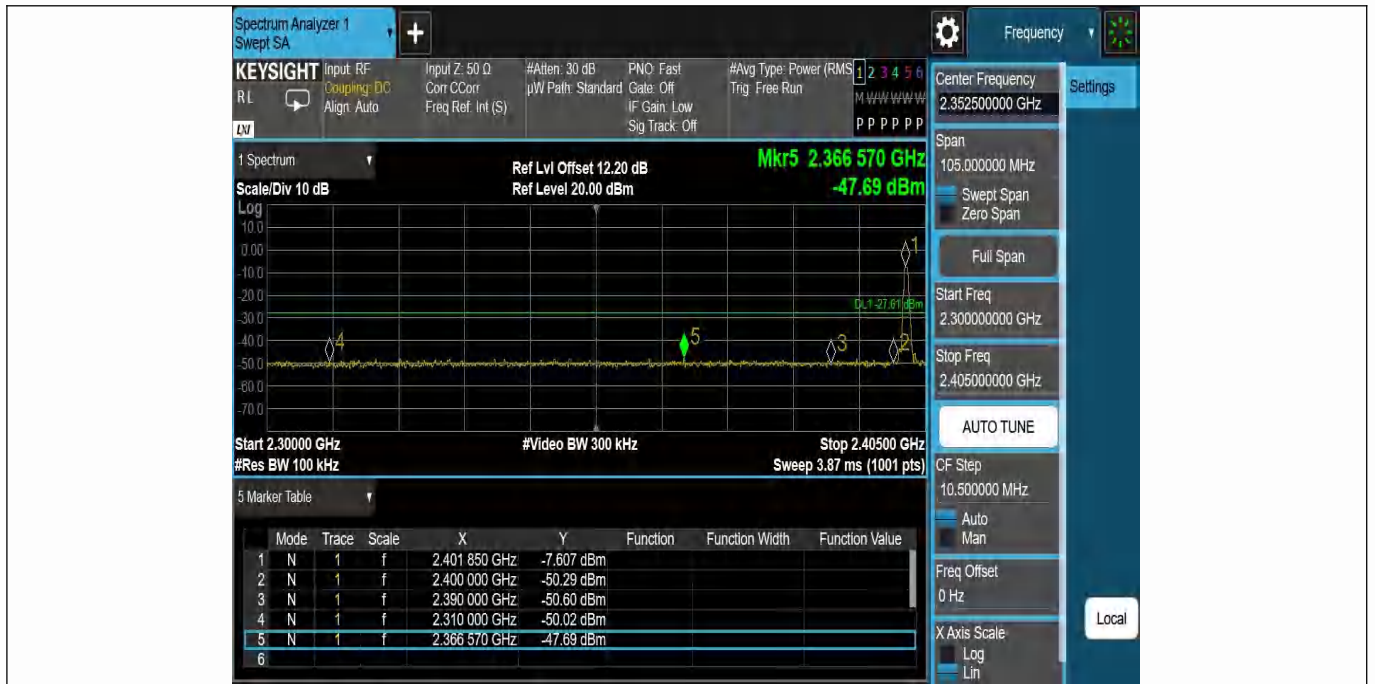 Spectrum Analyzer 1
Swept SA
+
Frequency
KEYSIGHT
RL
LXI
Input: RF
Coupling: DC
Align: Auto
Input Z: 50 Ω
Corr CCorr
Freq Ref: Int (S)
#Atten: 30 dB
µW Path: Standard
PNO: Fast
Gate: Off
IF Gain: Low
Sig Track: Off
#Avg Type: Power (RMS
Trig: Free Run
1 2 3 4 5 6
M W W W W W
P P P P P P
Center Frequency
2.352500000 GHz
Settings
1 Spectrum
Scale/Div 10 dB
Ref Lvl Offset 12.20 dB
Ref Level 20.00 dBm
Mkr5 2.366 570 GHz
-47.69 dBm
Span
105.000000 MHz
Swept Span
Zero Span
Full Span
Start Freq
2.300000000 GHz
Stop Freq
2.405000000 GHz
AUTO TUNE
CF Step
10.500000 MHz
Auto
Man
Freq Offset
0 Hz
X Axis Scale
Log
Lin
Local
Log
10.0
0.00
-10.0
-20.0
-30.0
-40.0
-50.0
-60.0
-70.0
1
DL1 -27.61 dBm
4
5
3
2
Start 2.30000 GHz
#Video BW 300 kHz
Stop 2.40500 GHz
#Res BW 100 kHz
Sweep 3.87 ms (1001 pts)
5 Marker Table
Mode Trace Scale X Y Function Function Width Function Value
1 N 1 f 2.401 850 GHz -7.607 dBm
2 N 1 f 2.400 000 GHz -50.29 dBm
3 N 1 f 2.390 000 GHz -50.60 dBm
4 N 1 f 2.310 000 GHz -50.02 dBm
5 N 1 f 2.366 570 GHz -47.69 dBm
6